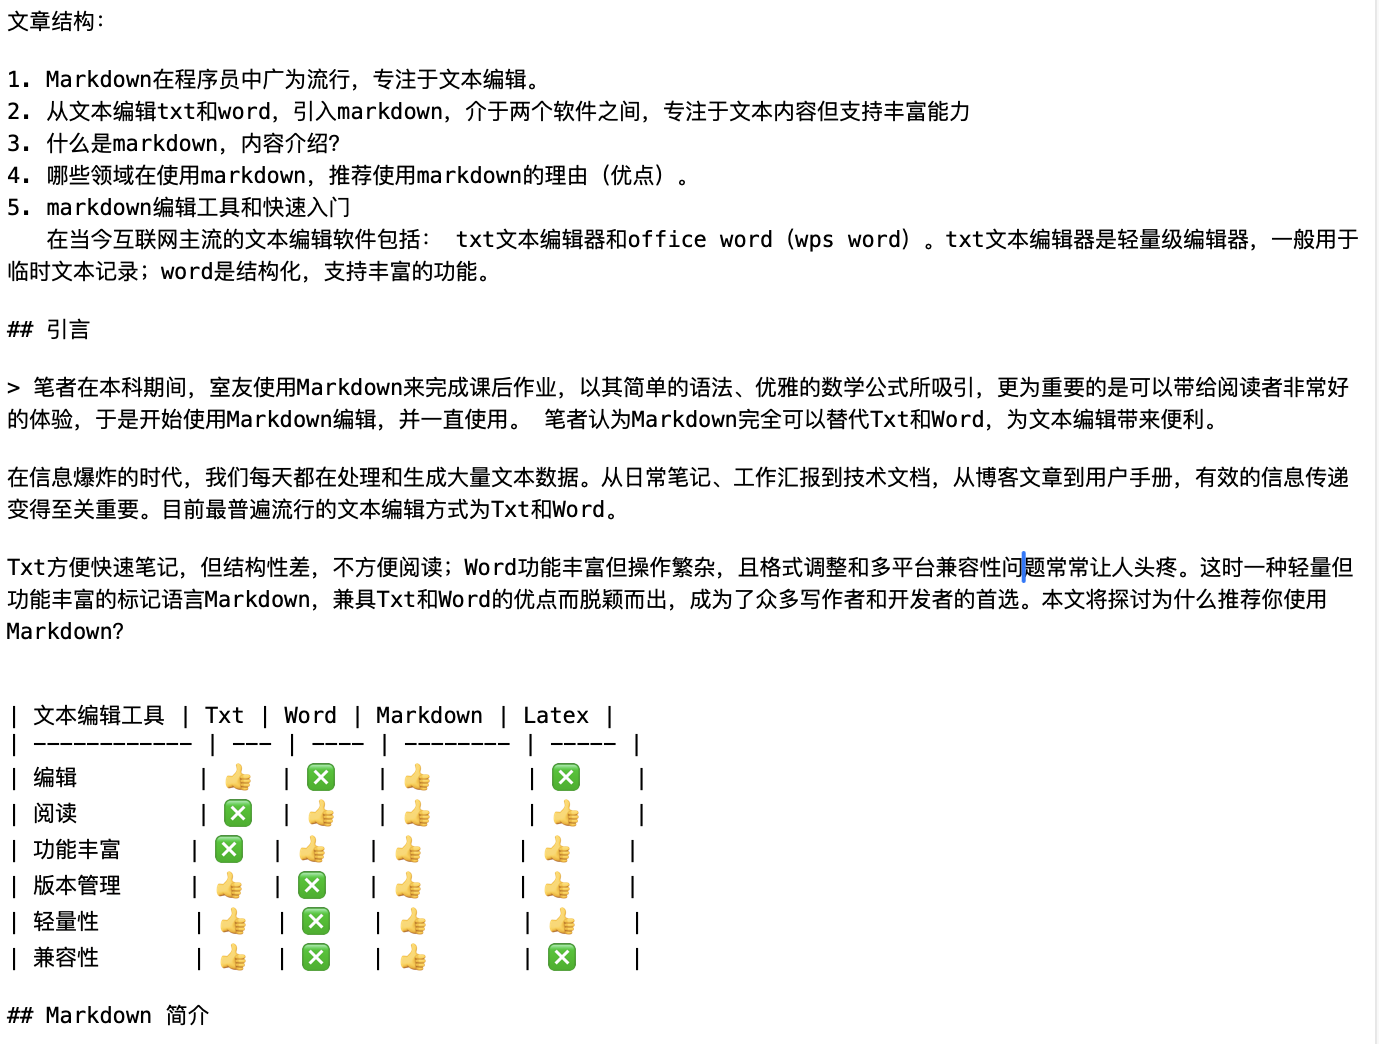 文章结构：
1. Markdown在程序员中广为流行，专注于文本编辑。
2. 从文本编辑txt和word，引入markdown，介于两个软件之间，专注于文本内容但支持丰富能力
3. 什么是markdown，内容介绍？
4. 哪些领域在使用markdown，推荐使用markdown的理由（优点）。
5. markdown编辑工具和快速入门
在当今互联网主流的文本编辑软件包括： txt文本编辑器和office word（wps word）。txt文本编辑器是轻量级编辑器，一般用于
临时文本记录；word是结构化，支持丰富的功能。
## 引言
> 笔者在本科期间，室友使用Markdown来完成课后作业，以其简单的语法、优雅的数学公式所吸引，更为重要的是可以带给阅读者非常好
的体验，于是开始使用Markdown编辑，并一直使用。 笔者认为Markdown完全可以替代Txt和Word，为文本编辑带来便利。
在信息爆炸的时代，我们每天都在处理和生成大量文本数据。从日常笔记、工作汇报到技术文档，从博客文章到用户手册，有效的信息传递
变得至关重要。目前最普遍流行的文本编辑方式为Txt和Word。
Txt方便快速笔记，但结构性差，不方便阅读；Word功能丰富但操作繁杂，且格式调整和多平台兼容性问题常常让人头疼。这时一种轻量但
功能丰富的标记语言Markdown，兼具Txt和Word的优点而脱颖而出，成为了众多写作者和开发者的首选。本文将探讨为什么推荐你使用
Markdown？
| 文本编辑工具 | Txt | Word | Markdown | Latex |
| ------------ | --- | ---- | -------- | ----- |
| 编辑 | 👍 | ❎ | 👍 | ❎ |
| 阅读 | ❎ | 👍 | 👍 | 👍 |
| 功能丰富 | ❎ | 👍 | 👍 | 👍 |
| 版本管理 | 👍 | ❎ | 👍 | 👍 |
| 轻量性 | 👍 | ❎ | 👍 | 👍 |
| 兼容性 | 👍 | ❎ | 👍 | ❎ |
## Markdown 简介